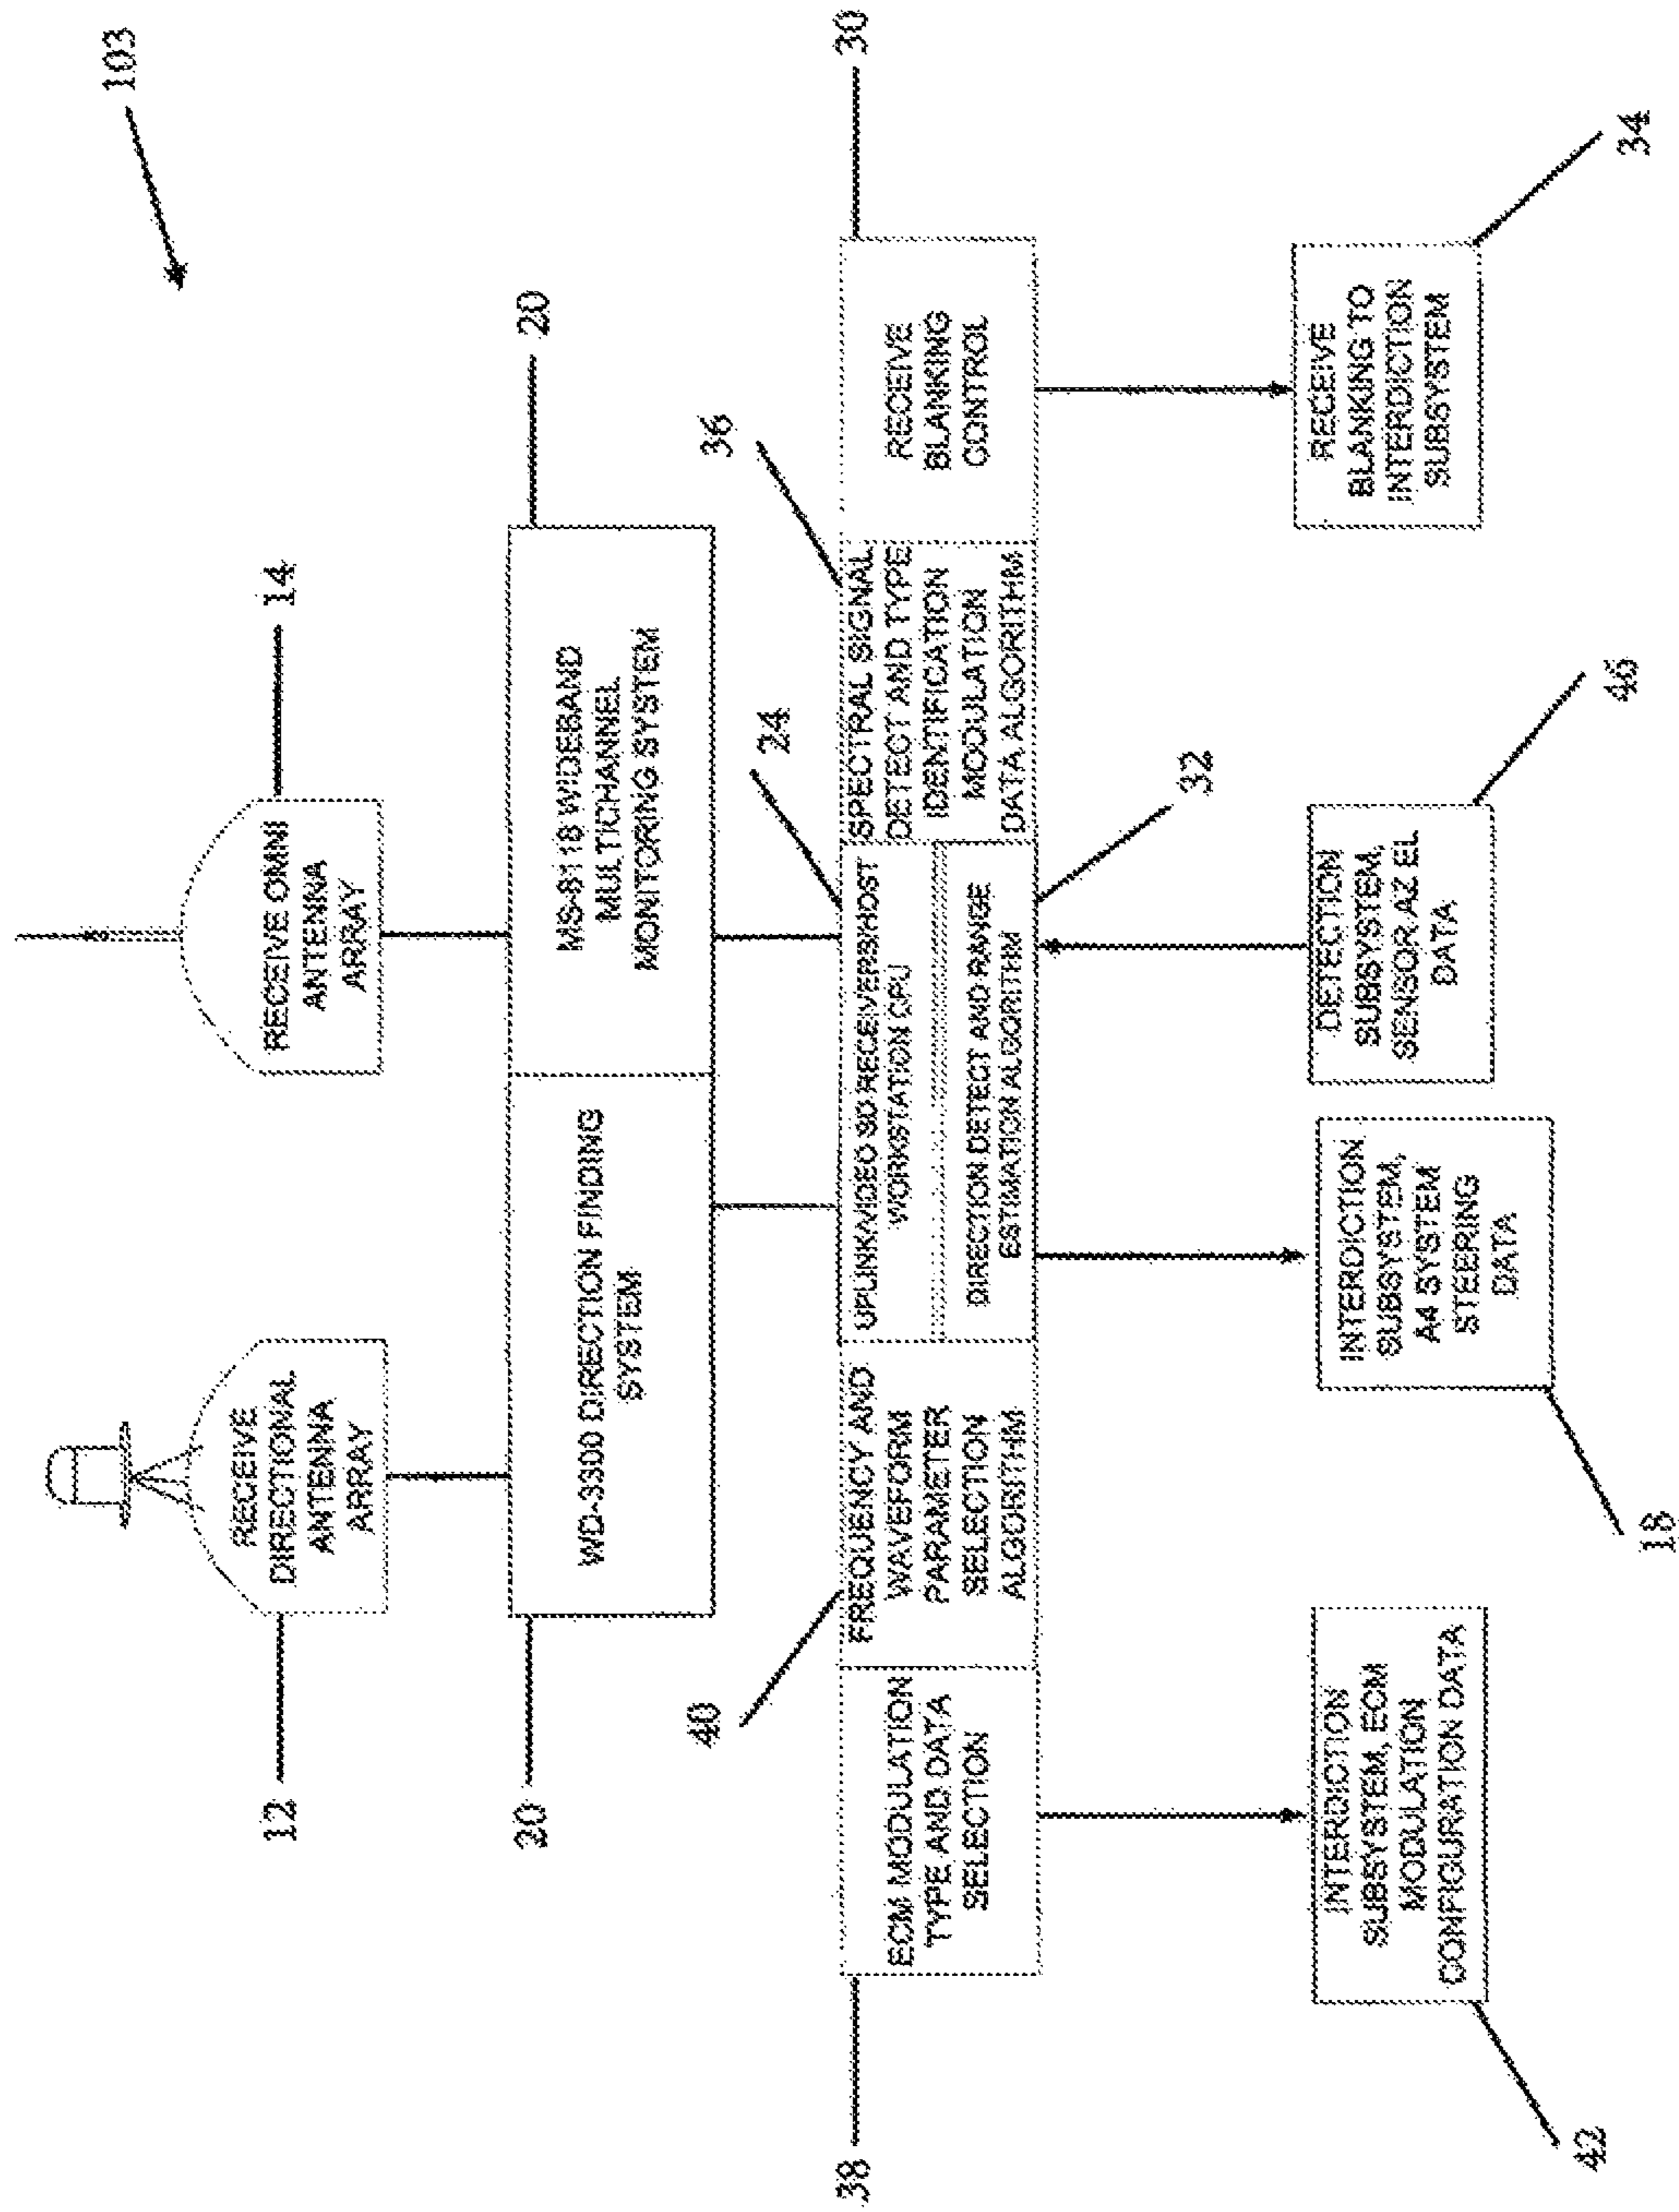 103
12
RECEIVE
DIRECTIONAL
ANTENNA
ARRAY
RECEIVE OMNI
ANTENNA
ARRAY
14
20
WD-3300 DIRECTION FINDING
SYSTEM
MS-8118 WIDEBAND
MULTICHANNEL
MONITORING SYSTEM
20
40
24
36
38
ECM MODULATION
TYPE AND DATA
SELECTION
FREQUENCY AND
WAVEFORM
PARAMETER
SELECTION
ALGORITHM
UPLINK/VIDEO SD RECEIVERS/HOST
WORKSTATION CPU
DIRECTION DETECT AND RANGE
ESTIMATION ALGORITHM
SPECTRAL SIGNAL
DETECT AND TYPE
IDENTIFICATION
MODULATION
DATA ALGORITHM
RECEIVE
BLANKING
CONTROL
30
32
INTERDICTION
SUBSYSTEM, ECM
MODULATION
CONFIGURATION DATA
42
INTERDICTION
SUBSYSTEM,
A4 SYSTEM
STEERING
DATA
18
DETECTION
SUBSYSTEM,
SENSOR AZ EL
DATA
46
RECEIVE
BLANKING TO
INTERDICTION
SUBSYSTEM
34